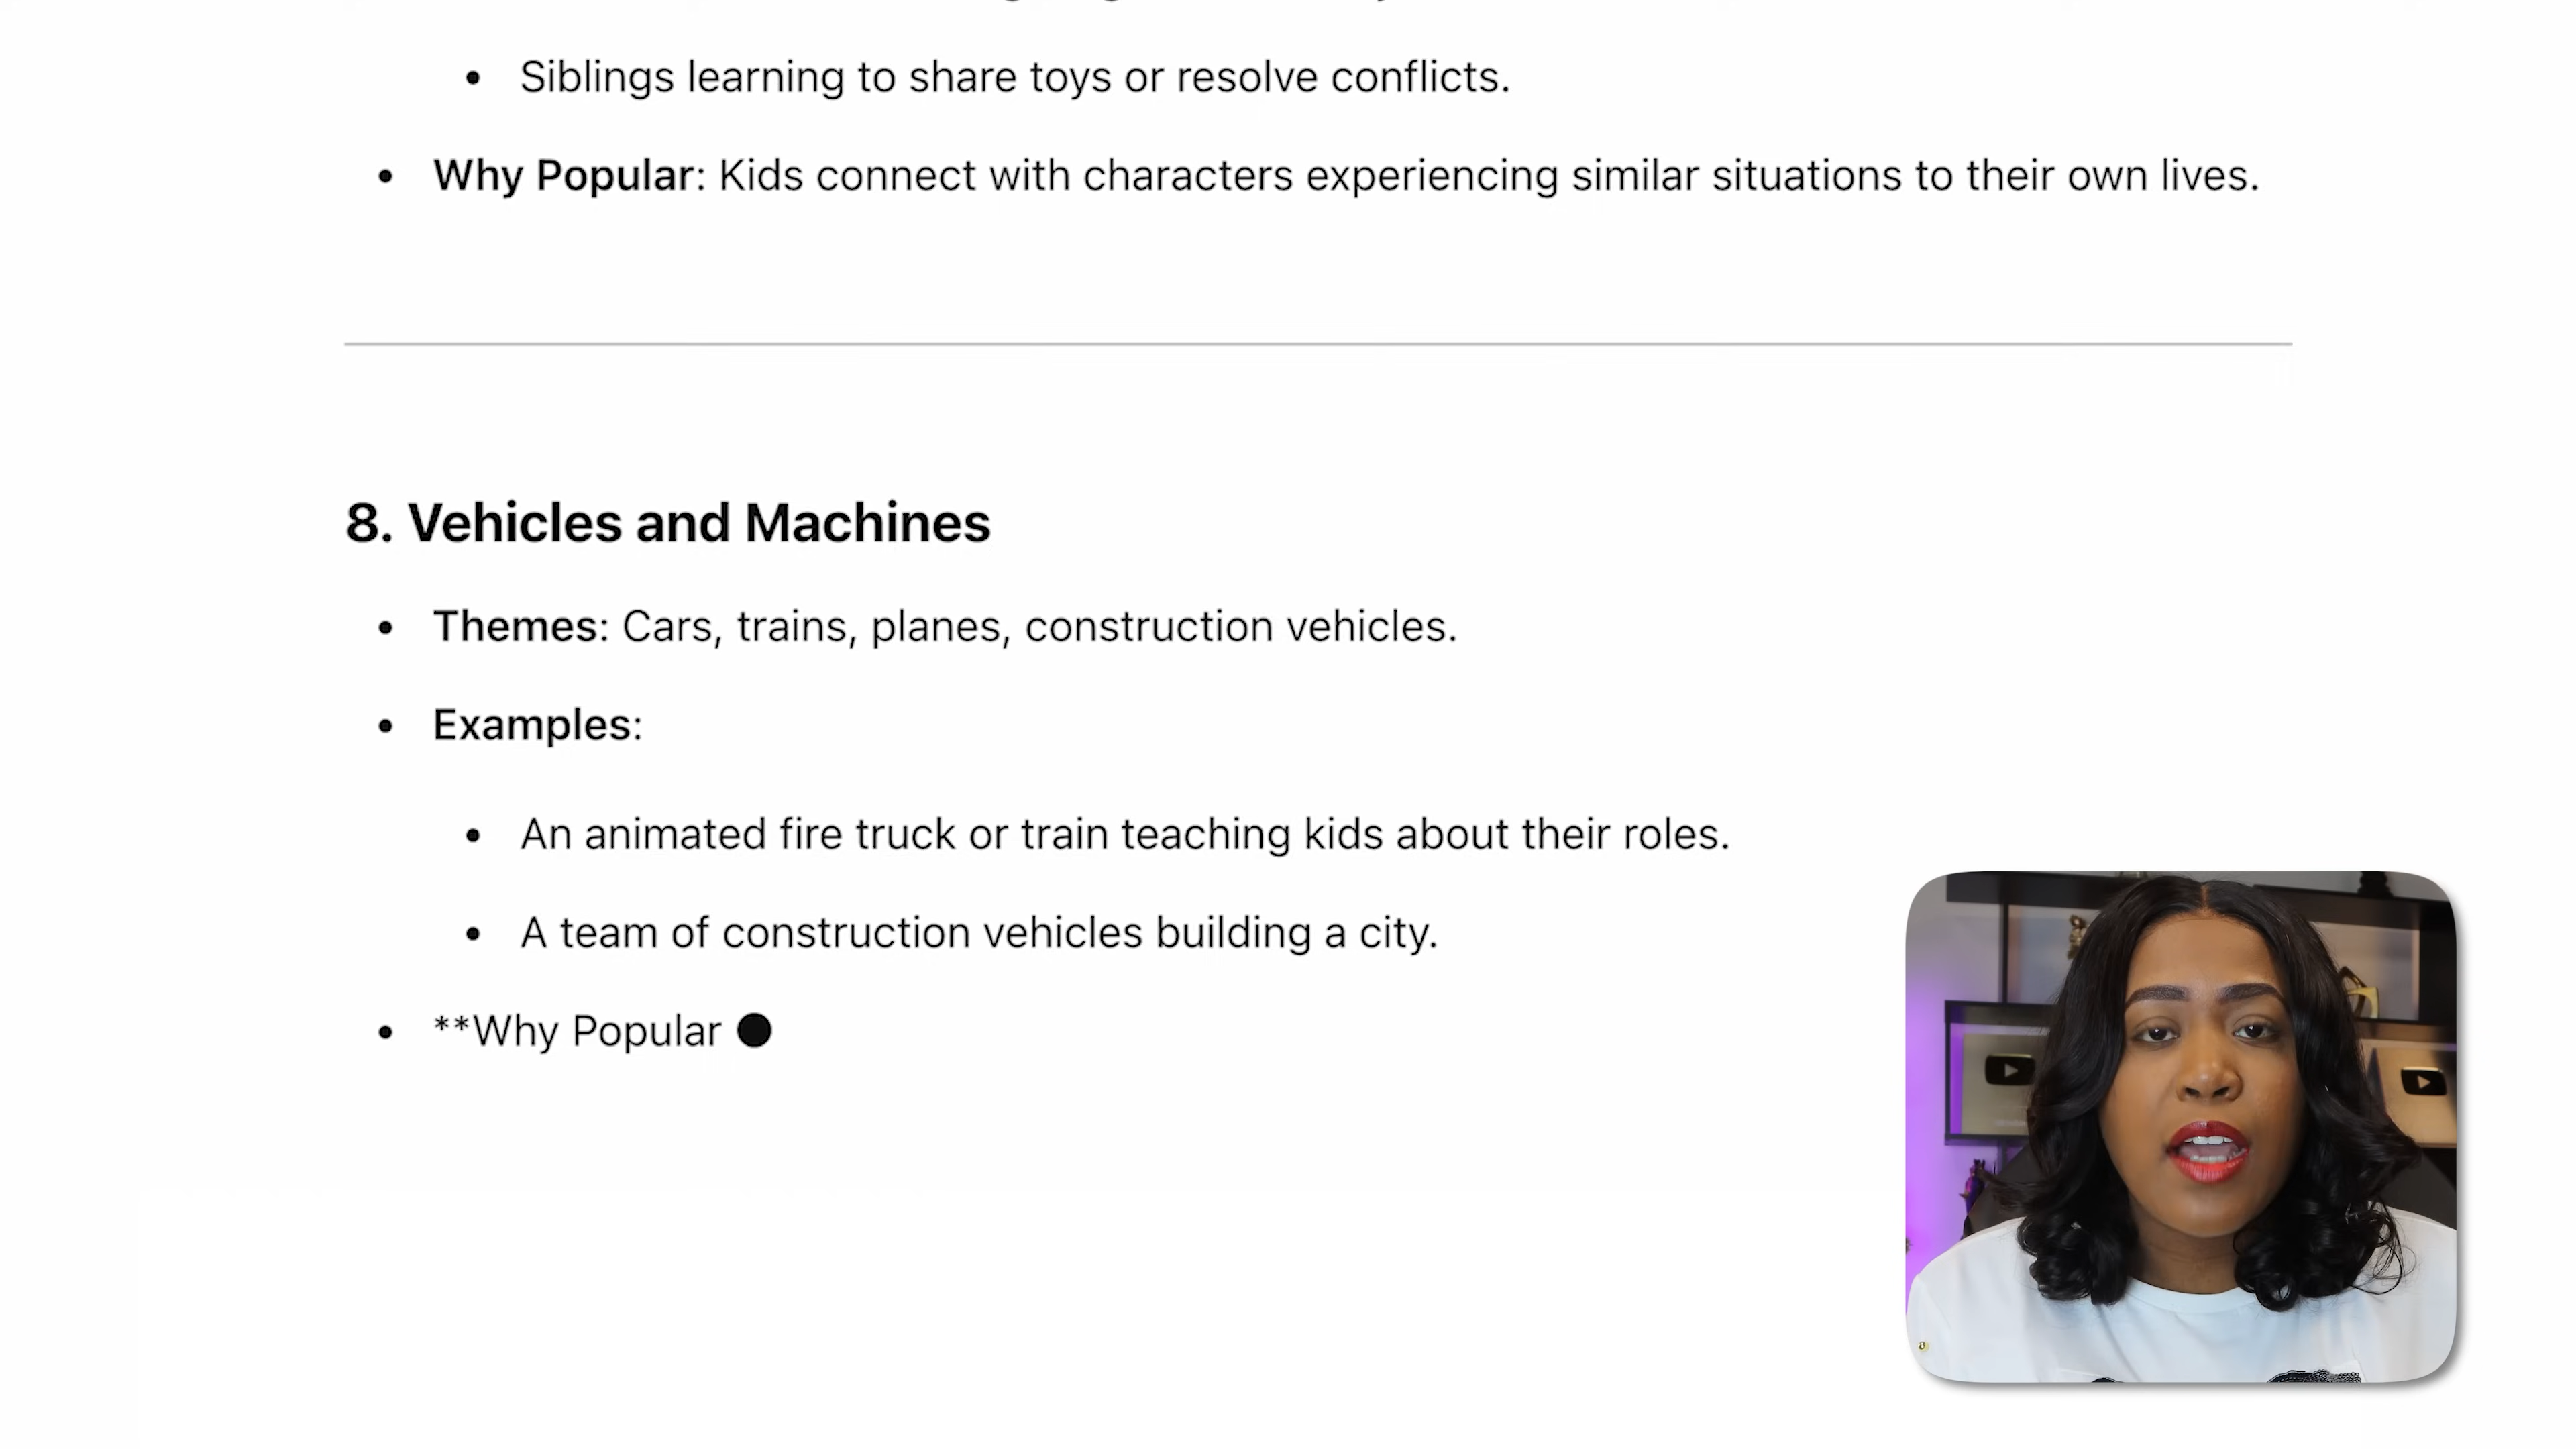 Siblings learning to share toys or resolve conflicts.
Why Popular: Kids connect with characters experiencing similar situations to their own lives.
8. Vehicles and Machines
Themes: Cars, trains, planes, construction vehicles.
Examples:
An animated fire truck or train teaching kids about their roles.
A team of construction vehicles building a city.
**Why Popular